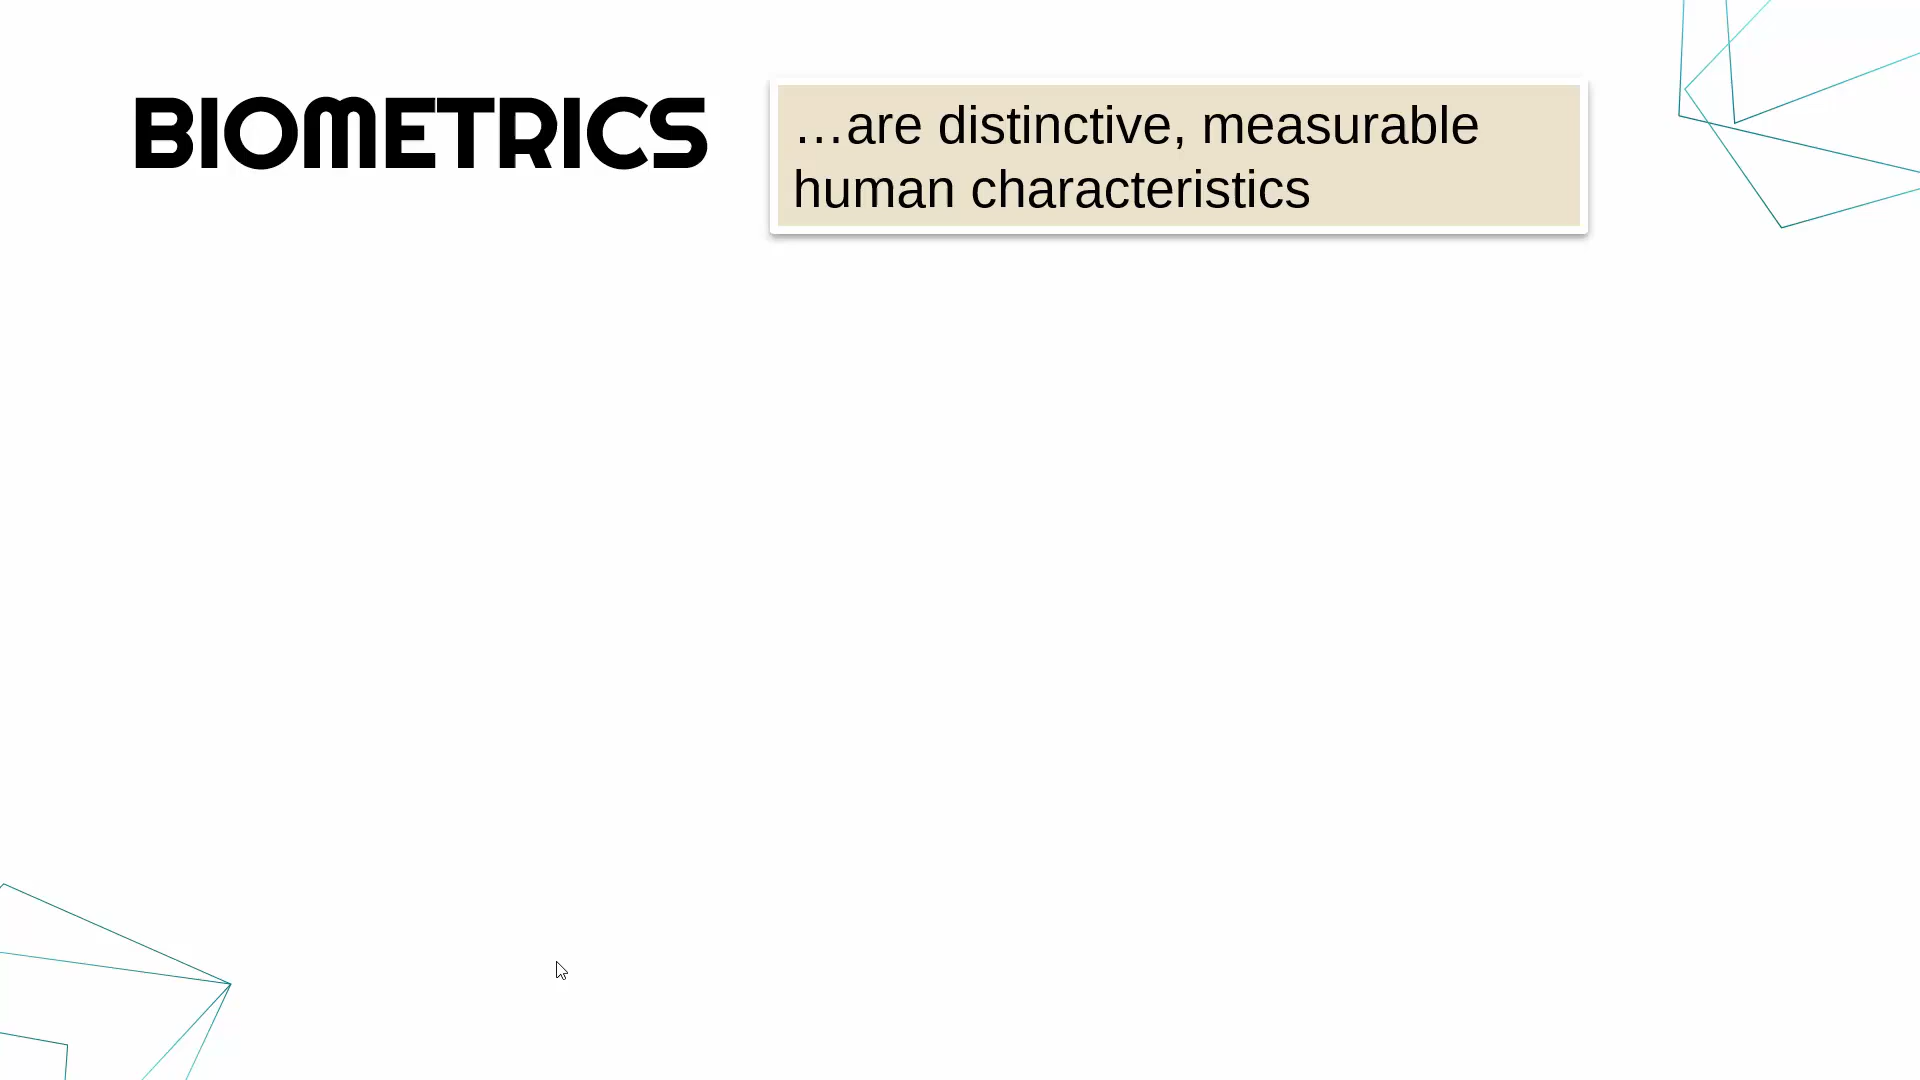 BIOMETRICS
…are distinctive, measurable
human characteristics